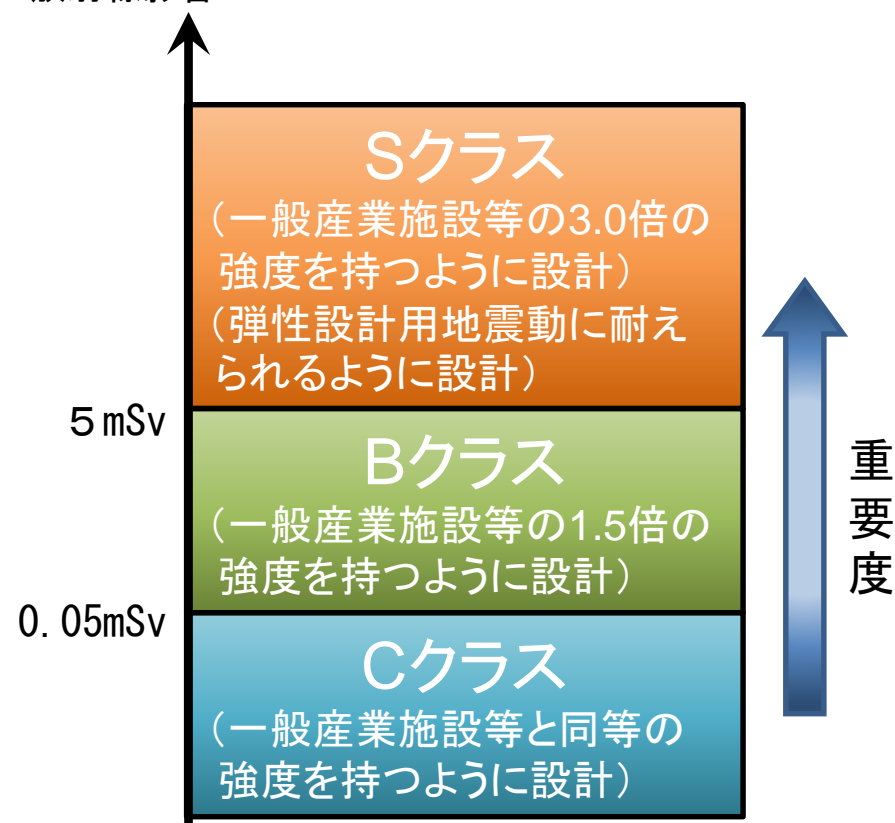 Sクラス
（一般産業施設等の3.0倍の
強度を持つように設計）
（弾性設計用地震動に耐え
られるように設計）
５mSv
Bクラス
（一般産業施設等の1.5倍の
強度を持つように設計）
0.05mSv
Cクラス
（一般産業施設等と同等の
強度を持つように設計）
重要度